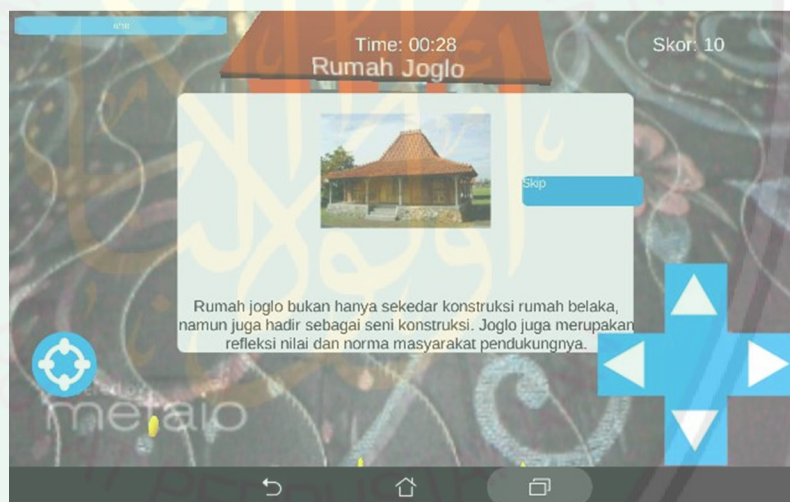 Time: 00:28
Skor: 10
Rumah Joglo
Skip
Rumah joglo bukan hanya sekedar konstruksi rumah belaka,
namun juga hadir sebagai seni konstruksi. Joglo juga merupakan
refleksi nilai dan norma masyarakat pendukungnya.
metaio